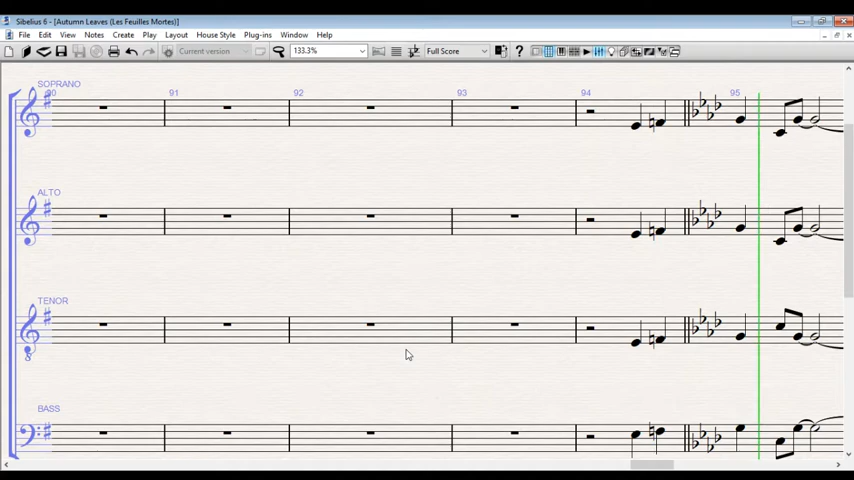 Sibelius 6 - [Autumn Leaves (Les Feuilles Mortes)]
File Edit View Notes Create Play Layout House Style Plug-ins Window Help
Current version 133.3% Full Score
SOPRANO
90 91 92 93 94 95
ALTO
TENOR
8
BASS